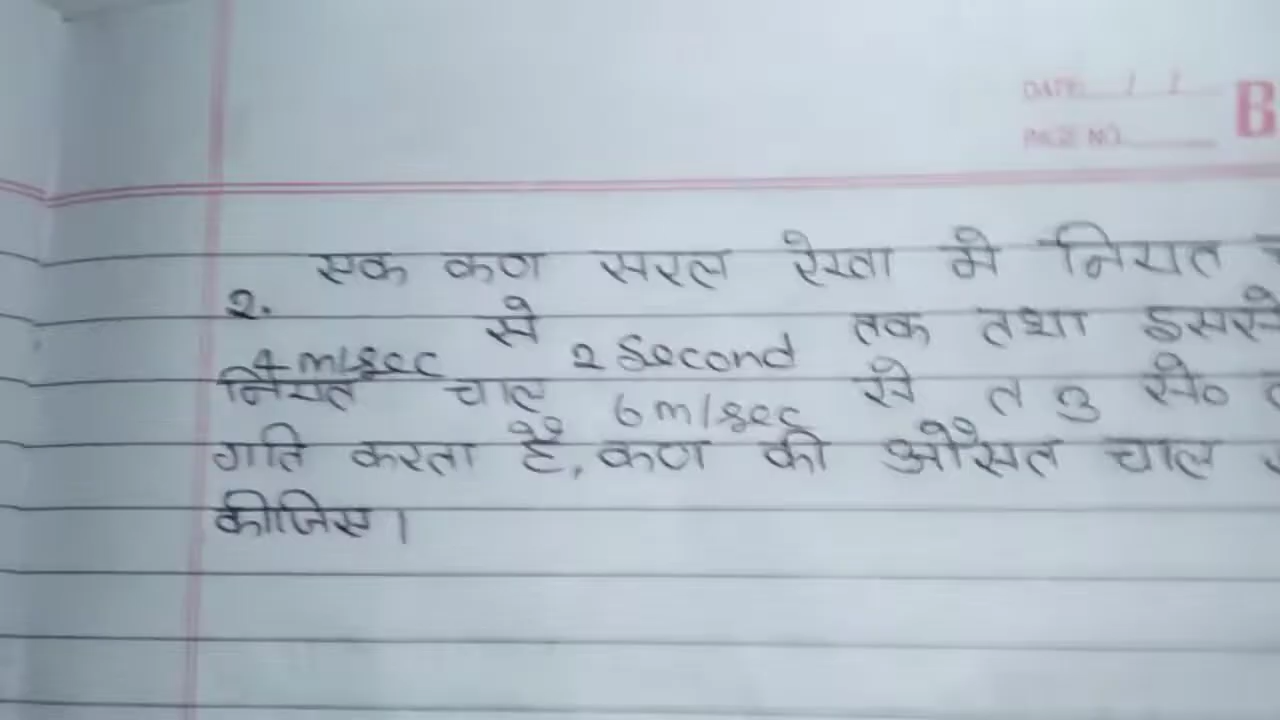 DATE / /
PAGE NO.
B
2. एक कण सरल रेखा मे नियत
4 m/sec से 2 second तक तथा इससे
नियत चाल 6 m/sec से त 3 से०
गति करता है, कण की औसत चाल
कीजिए।